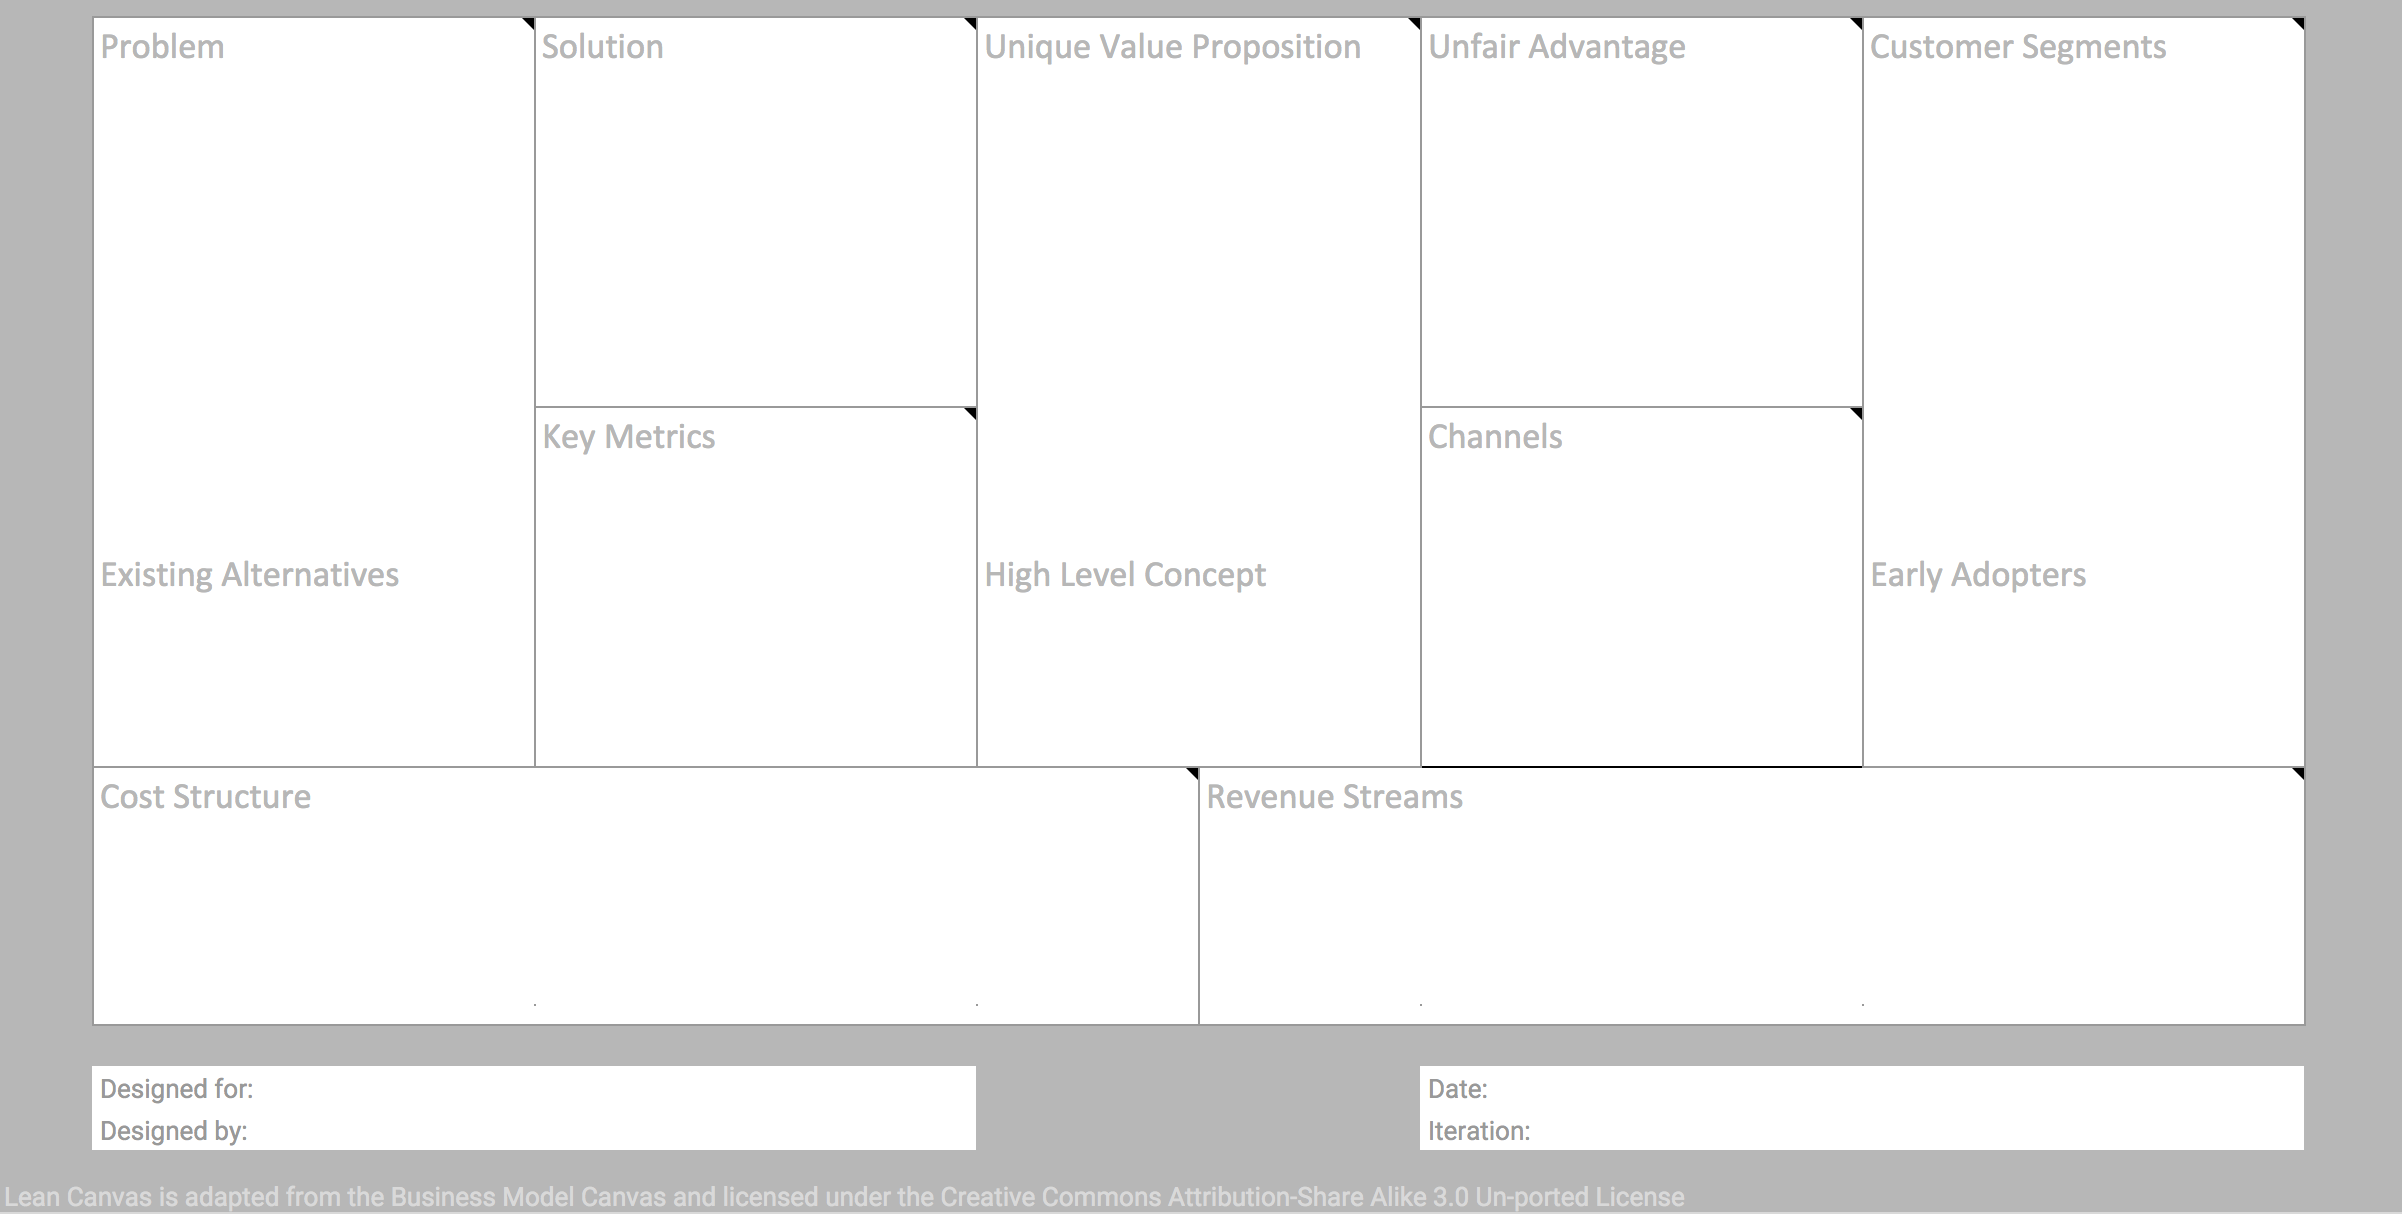 Problem
Solution
Unique Value Proposition
Unfair Advantage
Customer Segments
Key Metrics
Channels
Existing Alternatives
High Level Concept
Early Adopters
Cost Structure
Revenue Streams
Designed for:
Designed by:
Date:
Iteration:
Lean Canvas is adapted from the Business Model Canvas and licensed under the Creative Commons Attribution-Share Alike 3.0 Un-ported License